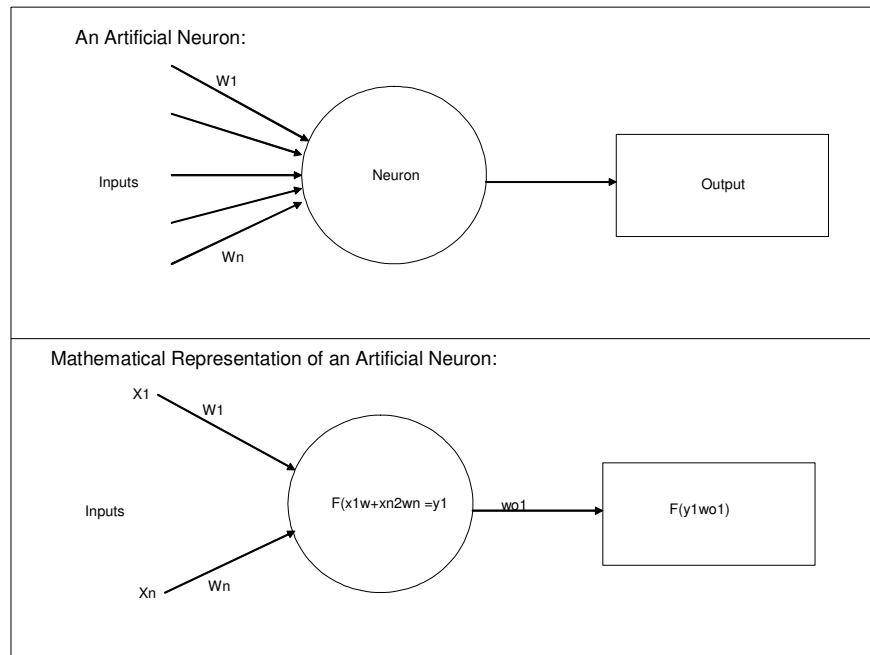 An Artificial Neuron:
W1
Inputs
Neuron
Output
Wn
Mathematical Representation of an Artificial Neuron:
X1
W1
Inputs
F(x1w+xn2wn =y1
wo1
F(y1wo1)
Wn
Xn